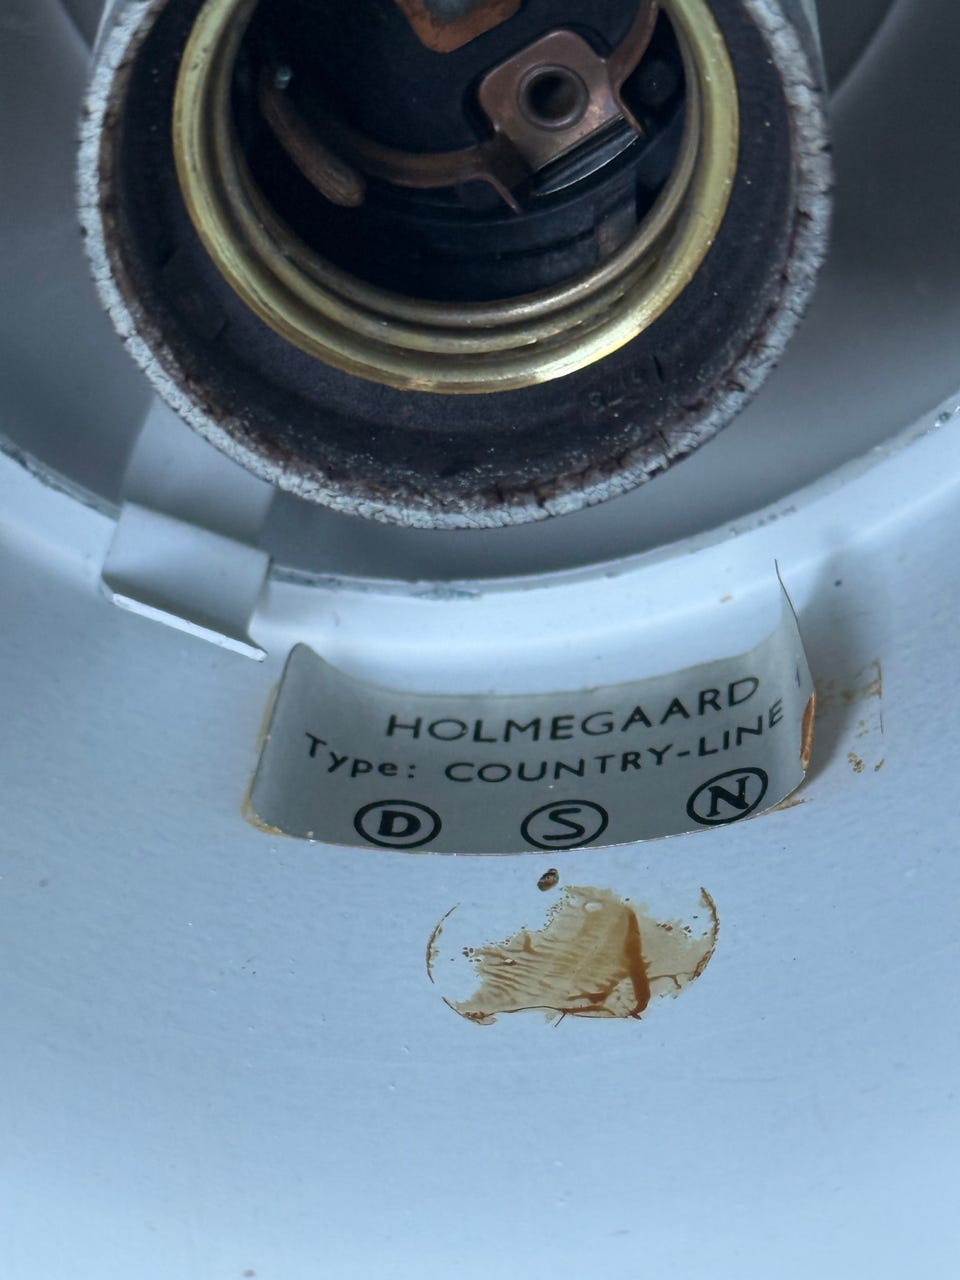 HOLMEGAARD
Type: COUNTRY-LINE
D S N